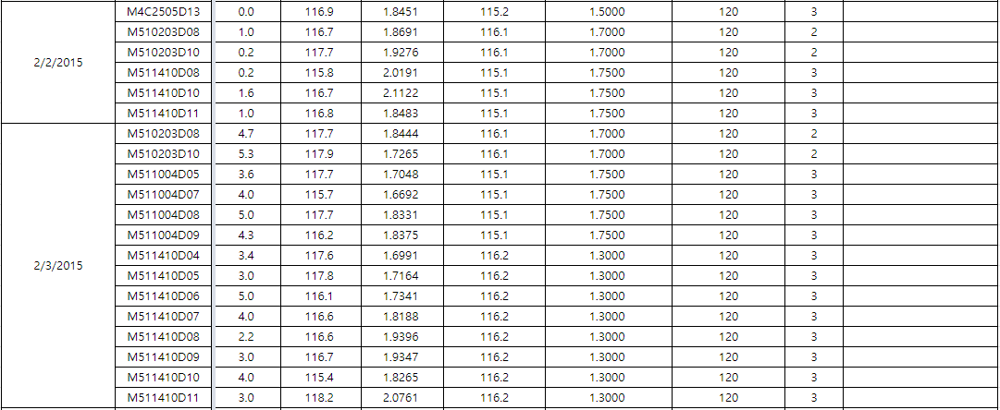 M4C2505D13 0.0 116.9 1.8451 115.2 1.5000 120 3
M510203D08 1.0 116.7 1.8691 116.1 1.7000 120 2
M510203D10 0.2 117.7 1.9276 116.1 1.7000 120 2
2/2/2015
M511410D08 0.2 115.8 2.0191 115.1 1.7500 120 3
M511410D10 1.6 116.7 2.1122 115.1 1.7500 120 3
M511410D11 1.0 116.8 1.8483 115.1 1.7500 120 3
M510203D08 4.7 117.7 1.8444 116.1 1.7000 120 2
M510203D10 5.3 117.9 1.7265 116.1 1.7000 120 2
M511004D05 3.6 117.7 1.7048 115.1 1.7500 120 3
M511004D07 4.0 115.7 1.6692 115.1 1.7500 120 3
M511004D08 5.0 117.7 1.8331 115.1 1.7500 120 3
M511004D09 4.3 116.2 1.8375 115.1 1.7500 120 3
M511410D04 3.4 117.6 1.6991 116.2 1.3000 120 3
2/3/2015
M511410D05 3.0 117.8 1.7164 116.2 1.3000 120 3
M511410D06 5.0 116.1 1.7341 116.2 1.3000 120 3
M511410D07 4.0 116.6 1.8188 116.2 1.3000 120 3
M511410D08 2.2 116.6 1.9396 116.2 1.3000 120 3
M511410D09 3.0 116.7 1.9347 116.2 1.3000 120 3
M511410D10 4.0 115.4 1.8265 116.2 1.3000 120 3
M511410D11 3.0 118.2 2.0761 116.2 1.3000 120 3